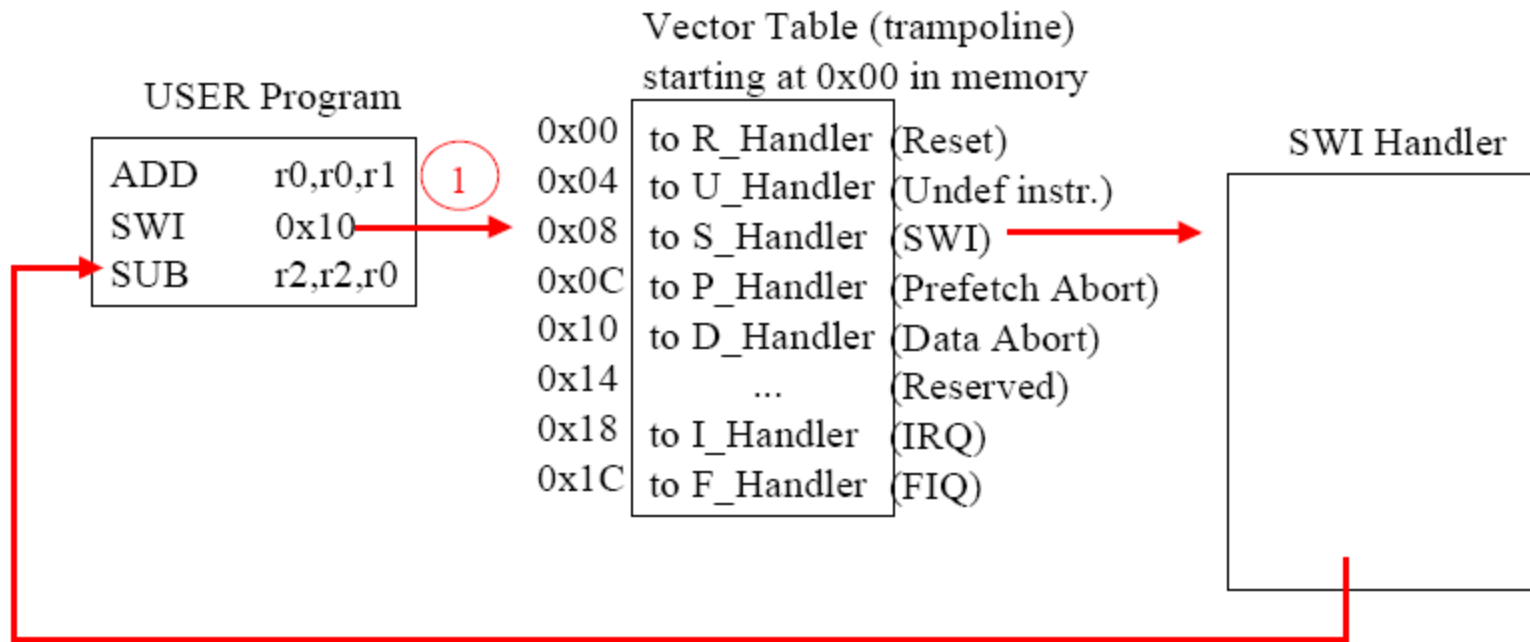 Vector Table (trampoline)
starting at 0x00 in memory
USER Program
ADD r0,r0,r1
SWI 0x10
SUB r2,r2,r0
1
0x00 to R_Handler (Reset)
0x04 to U_Handler (Undef instr.)
0x08 to S_Handler (SWI)
0x0C to P_Handler (Prefetch Abort)
0x10 to D_Handler (Data Abort)
0x14 ... (Reserved)
0x18 to I_Handler (IRQ)
0x1C to F_Handler (FIQ)
SWI Handler